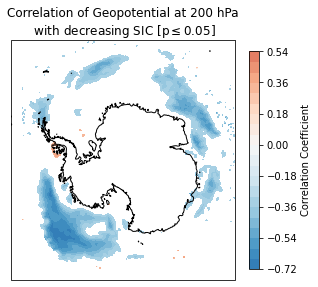 Correlation of Geopotential at 200 hPa
with decreasing SIC [p ≤ 0.05]
0.54
0.36
0.18
0.00
−0.18
−0.36
−0.54
−0.72
Correlation Coefficient